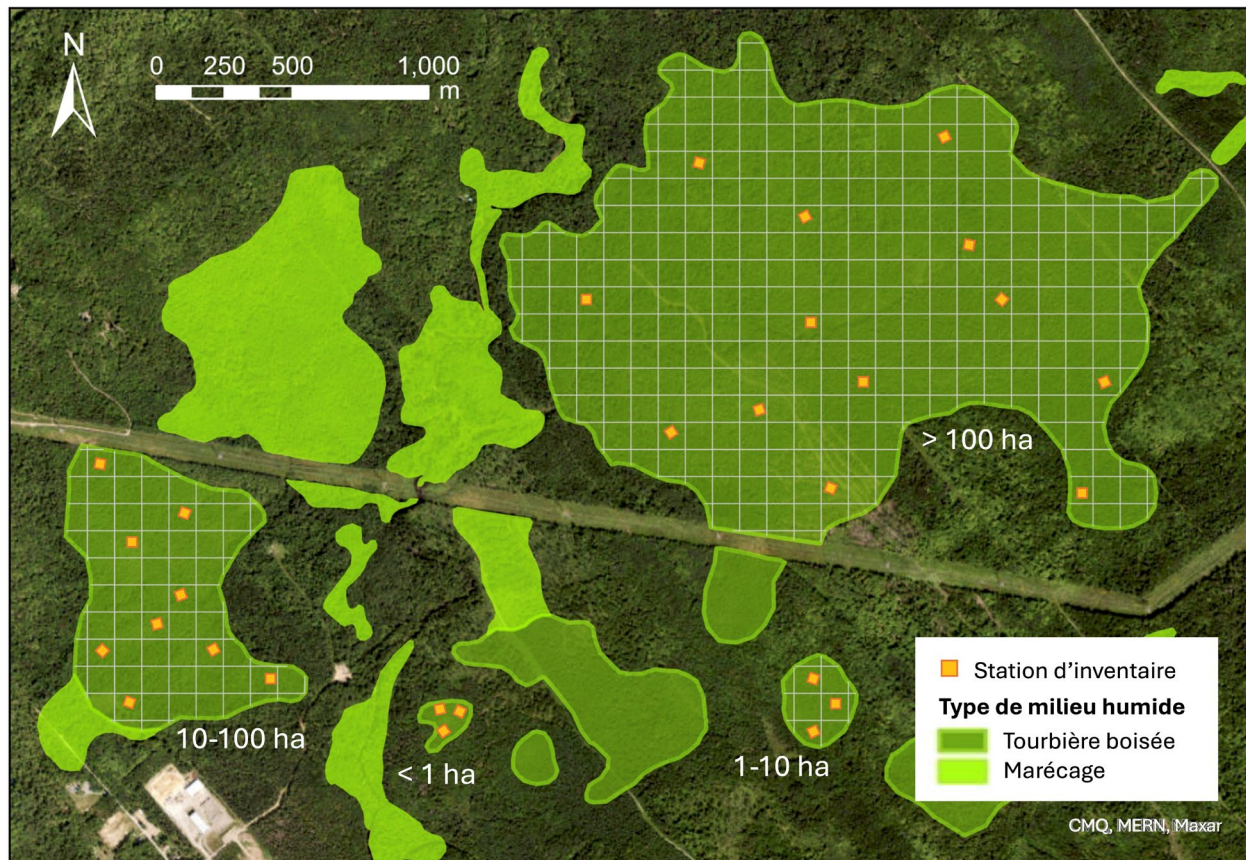 N
0 250 500 1,000
m
> 100 ha
10-100 ha
< 1 ha
1-10 ha
Station d'inventaire
Type de milieu humide
Tourbière boisée
Marécage
CMQ, MERN, Maxar